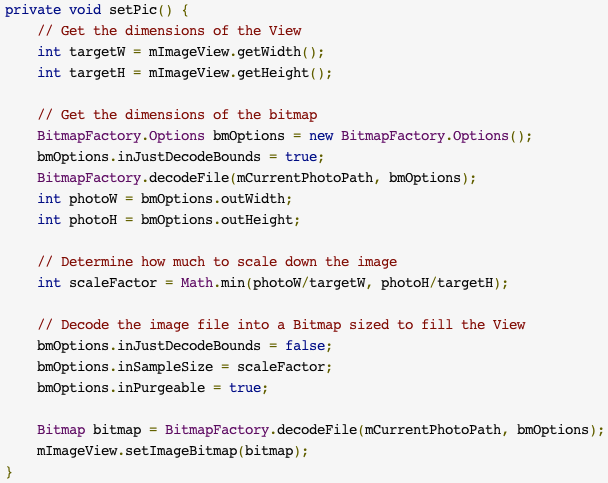 private void setPic() {
    // Get the dimensions of the View
    int targetW = mImageView.getWidth();
    int targetH = mImageView.getHeight();

    // Get the dimensions of the bitmap
    BitmapFactory.Options bmOptions = new BitmapFactory.Options();
    bmOptions.inJustDecodeBounds = true;
    BitmapFactory.decodeFile(mCurrentPhotoPath, bmOptions);
    int photoW = bmOptions.outWidth;
    int photoH = bmOptions.outHeight;

    // Determine how much to scale down the image
    int scaleFactor = Math.min(photoW/targetW, photoH/targetH);

    // Decode the image file into a Bitmap sized to fill the View
    bmOptions.inJustDecodeBounds = false;
    bmOptions.inSampleSize = scaleFactor;
    bmOptions.inPurgeable = true;

    Bitmap bitmap = BitmapFactory.decodeFile(mCurrentPhotoPath, bmOptions);
    mImageView.setImageBitmap(bitmap);
}